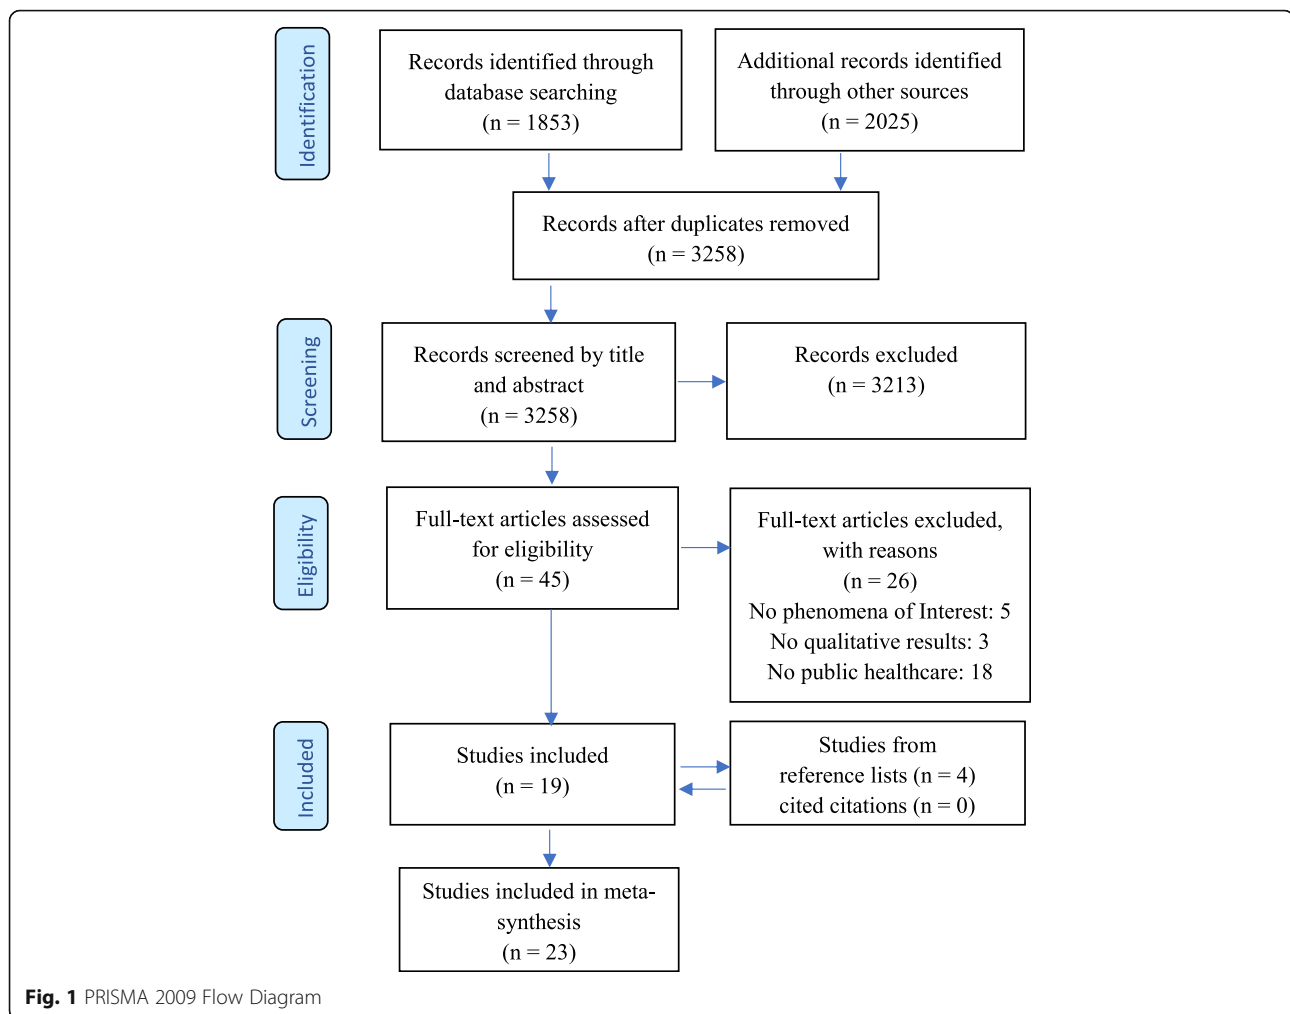 Identification
Records identified through
database searching
(n = 1853)
Additional records identified
through other sources
(n = 2025)
Records after duplicates removed
(n = 3258)
Screening
Records screened by title
and abstract
(n = 3258)
Records excluded
(n = 3213)
Eligibility
Full-text articles assessed
for eligibility
(n = 45)
Full-text articles excluded,
with reasons
(n = 26)
No phenomena of Interest: 5
No qualitative results: 3
No public healthcare: 18
Included
Studies included
(n = 19)
Studies from
reference lists (n = 4)
cited citations (n = 0)
Studies included in meta-
synthesis
(n = 23)
Fig. 1 PRISMA 2009 Flow Diagram